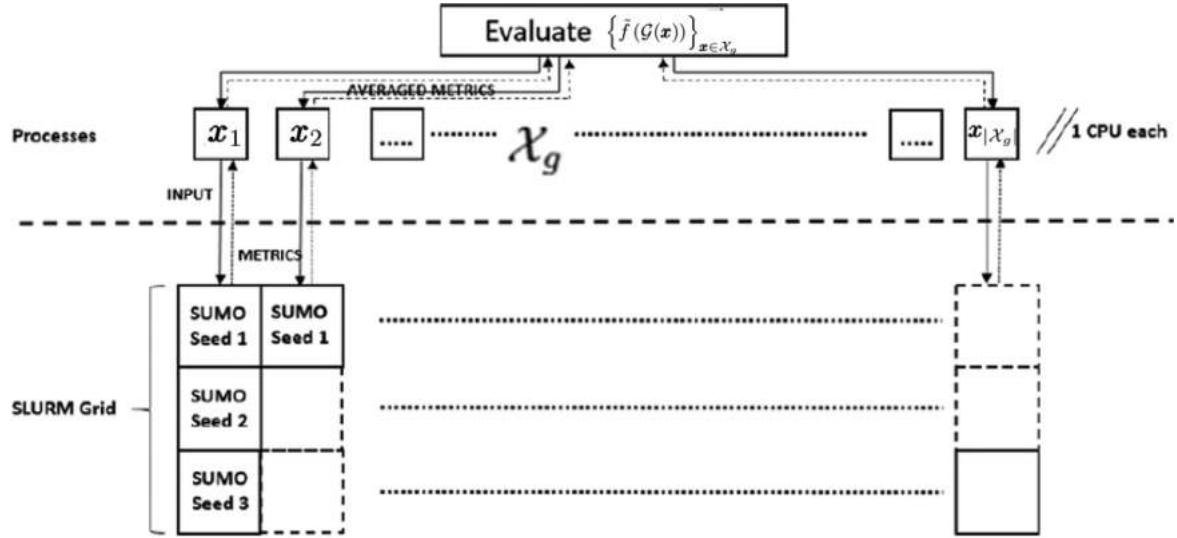 Evaluate {f̃(𝒢(𝒙))}𝒙∈𝒳g
AVERAGED METRICS
Processes
𝒙1
𝒙2
.....
𝒳g
.....
𝒙|𝒳g|
// 1 CPU each
INPUT
METRICS
SUMO
Seed 1
SUMO
Seed 1
SLURM Grid
SUMO
Seed 2
SUMO
Seed 3